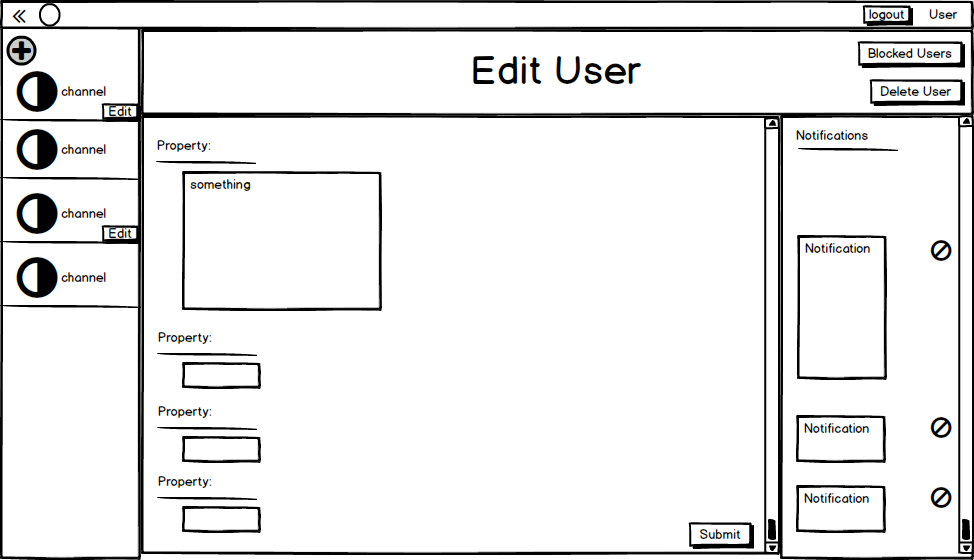 logout
User
channel
Edit
channel
channel
Edit
channel
Edit User
Blocked Users
Delete User
Property:
something
Property:
Property:
Property:
Submit
Notifications
Notification
Notification
Notification